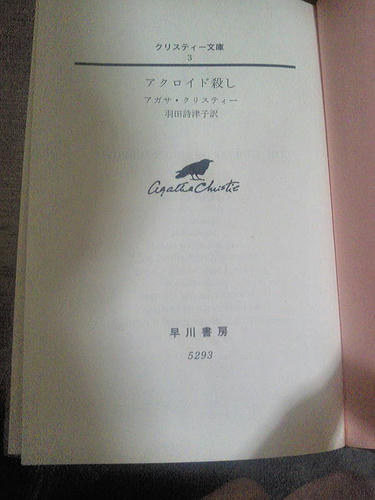 クリスティー文庫
3
アクロイド殺し
アガサ・クリスティー
羽田詩津子訳
Agatha Christie
早川書房
5293